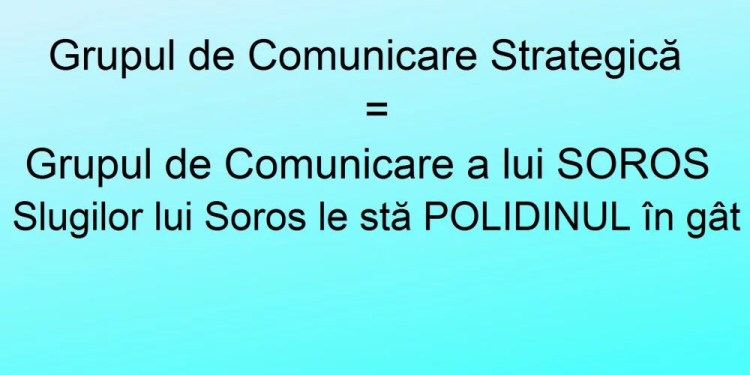 Grupul de Comunicare Strategică
=
Grupul de Comunicare a lui SOROS
Slugilor lui Soros le stă POLIDINUL în gât